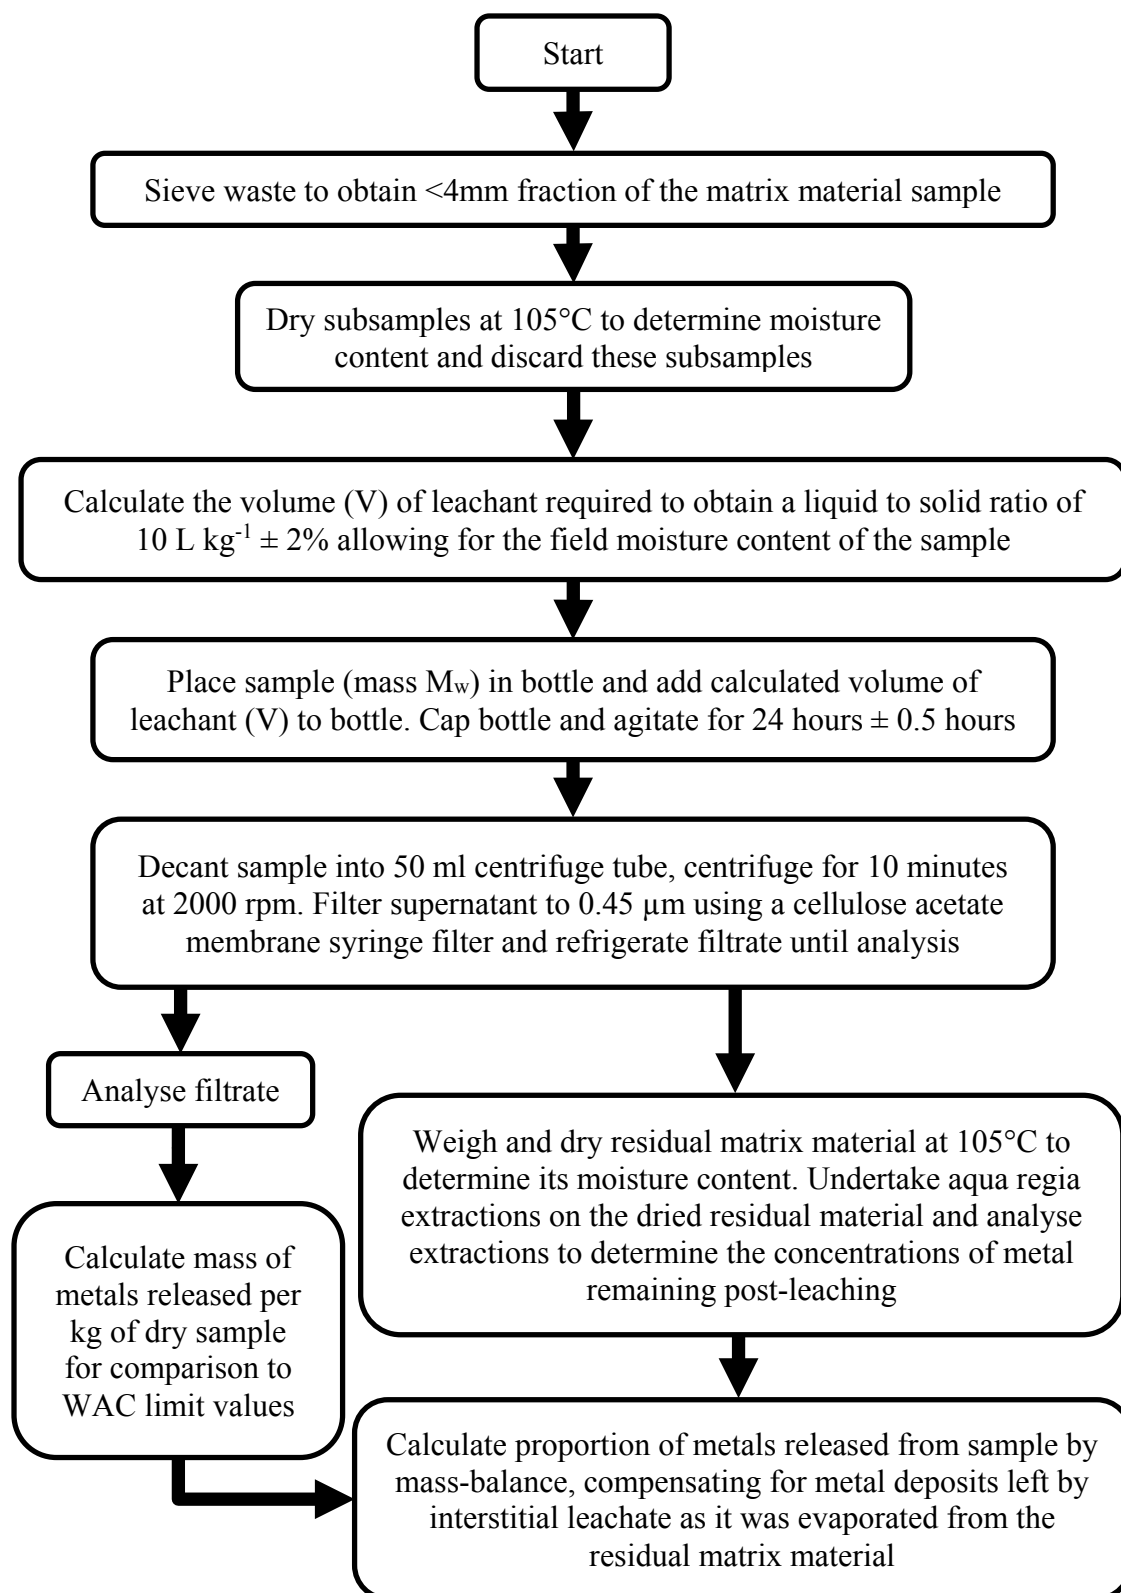 Start
Sieve waste to obtain <4mm fraction of the matrix material sample
Dry subsamples at 105°C to determine moisture
content and discard these subsamples
Calculate the volume (V) of leachant required to obtain a liquid to solid ratio of
10 L kg⁻¹ ± 2% allowing for the field moisture content of the sample
Place sample (mass Mw) in bottle and add calculated volume of
leachant (V) to bottle. Cap bottle and agitate for 24 hours ± 0.5 hours
Decant sample into 50 ml centrifuge tube, centrifuge for 10 minutes
at 2000 rpm. Filter supernatant to 0.45 µm using a cellulose acetate
membrane syringe filter and refrigerate filtrate until analysis
Analyse filtrate
Calculate mass of
metals released per
kg of dry sample
for comparison to
WAC limit values
Weigh and dry residual matrix material at 105°C to
determine its moisture content. Undertake aqua regia
extractions on the dried residual material and analyse
extractions to determine the concentrations of metal
remaining post-leaching
Calculate proportion of metals released from sample by
mass-balance, compensating for metal deposits left by
interstitial leachate as it was evaporated from the
residual matrix material